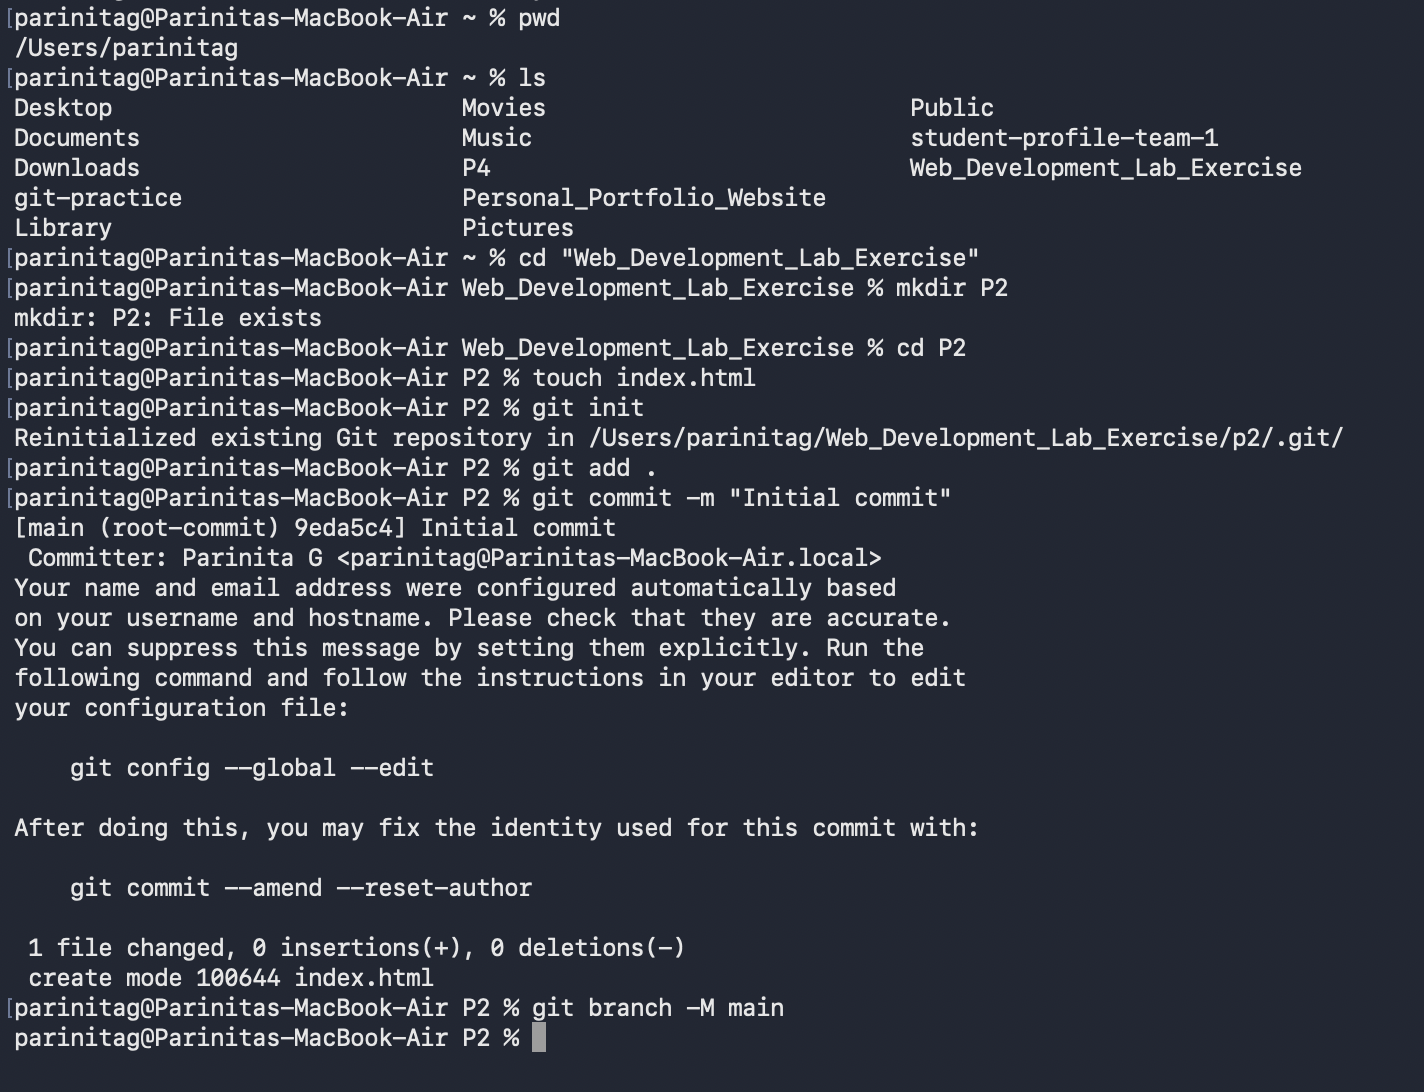 [parinitag@Parinitas-MacBook-Air ~ % pwd
/Users/parinitag
[parinitag@Parinitas-MacBook-Air ~ % ls
Desktop Movies Public
Documents Music student-profile-team-1
Downloads P4 Web_Development_Lab_Exercise
git-practice Personal_Portfolio_Website
Library Pictures
[parinitag@Parinitas-MacBook-Air ~ % cd "Web_Development_Lab_Exercise"
[parinitag@Parinitas-MacBook-Air Web_Development_Lab_Exercise % mkdir P2
mkdir: P2: File exists
[parinitag@Parinitas-MacBook-Air Web_Development_Lab_Exercise % cd P2
[parinitag@Parinitas-MacBook-Air P2 % touch index.html
[parinitag@Parinitas-MacBook-Air P2 % git init
Reinitialized existing Git repository in /Users/parinitag/Web_Development_Lab_Exercise/p2/.git/
[parinitag@Parinitas-MacBook-Air P2 % git add .
[parinitag@Parinitas-MacBook-Air P2 % git commit -m "Initial commit"
[main (root-commit) 9eda5c4] Initial commit
 Committer: Parinita G <parinitag@Parinitas-MacBook-Air.local>
Your name and email address were configured automatically based
on your username and hostname. Please check that they are accurate.
You can suppress this message by setting them explicitly. Run the
following command and follow the instructions in your editor to edit
your configuration file:

    git config --global --edit

After doing this, you may fix the identity used for this commit with:

    git commit --amend --reset-author

 1 file changed, 0 insertions(+), 0 deletions(-)
 create mode 100644 index.html
[parinitag@Parinitas-MacBook-Air P2 % git branch -M main
parinitag@Parinitas-MacBook-Air P2 %